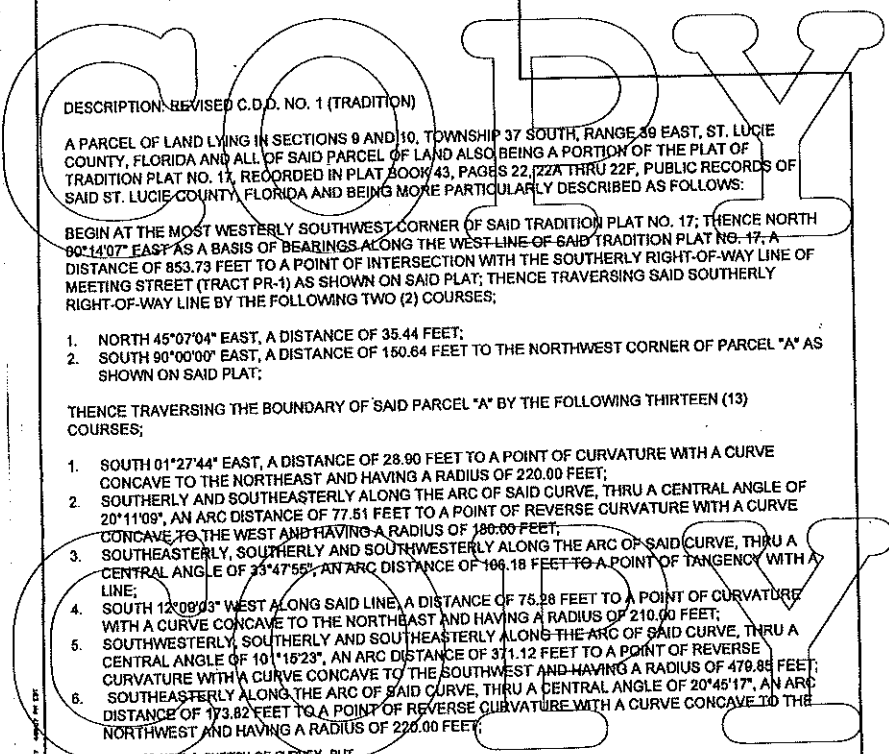 COPY
DESCRIPTION: REVISED C.D.D. NO. 1 (TRADITION)
A PARCEL OF LAND LYING IN SECTIONS 9 AND 10, TOWNSHIP 37 SOUTH, RANGE 39 EAST, ST. LUCIE
COUNTY, FLORIDA AND ALL OF SAID PARCEL OF LAND ALSO BEING A PORTION OF THE PLAT OF
TRADITION PLAT NO. 17, RECORDED IN PLAT BOOK 43, PAGES 22, 22A THRU 22F, PUBLIC RECORDS OF
SAID ST. LUCIE COUNTY, FLORIDA AND BEING MORE PARTICULARLY DESCRIBED AS FOLLOWS:
BEGIN AT THE MOST WESTERLY SOUTHWEST CORNER OF SAID TRADITION PLAT NO. 17; THENCE NORTH
00°14'07" EAST AS A BASIS OF BEARINGS ALONG THE WEST LINE OF SAID TRADITION PLAT NO. 17, A
DISTANCE OF 853.73 FEET TO A POINT OF INTERSECTION WITH THE SOUTHERLY RIGHT-OF-WAY LINE OF
MEETING STREET (TRACT PR-1) AS SHOWN ON SAID PLAT; THENCE TRAVERSING SAID SOUTHERLY
RIGHT-OF-WAY LINE BY THE FOLLOWING TWO (2) COURSES;
1. NORTH 45°07'04" EAST, A DISTANCE OF 35.44 FEET;
2. SOUTH 90°00'00" EAST, A DISTANCE OF 150.64 FEET TO THE NORTHWEST CORNER OF PARCEL "A" AS
SHOWN ON SAID PLAT;
THENCE TRAVERSING THE BOUNDARY OF SAID PARCEL "A" BY THE FOLLOWING THIRTEEN (13)
COURSES;
1. SOUTH 01°27'44" EAST, A DISTANCE OF 28.90 FEET TO A POINT OF CURVATURE WITH A CURVE
CONCAVE TO THE NORTHEAST AND HAVING A RADIUS OF 220.00 FEET;
2. SOUTHERLY AND SOUTHEASTERLY ALONG THE ARC OF SAID CURVE, THRU A CENTRAL ANGLE OF
20°11'09", AN ARC DISTANCE OF 77.51 FEET TO A POINT OF REVERSE CURVATURE WITH A CURVE
CONCAVE TO THE WEST AND HAVING A RADIUS OF 180.00 FEET;
3. SOUTHEASTERLY, SOUTHERLY AND SOUTHWESTERLY ALONG THE ARC OF SAID CURVE, THRU A
CENTRAL ANGLE OF 33°47'55", AN ARC DISTANCE OF 106.18 FEET TO A POINT OF TANGENCY WITH A
LINE;
4. SOUTH 12°09'03" WEST ALONG SAID LINE, A DISTANCE OF 75.28 FEET TO A POINT OF CURVATURE
WITH A CURVE CONCAVE TO THE NORTHEAST AND HAVING A RADIUS OF 210.00 FEET;
5. SOUTHWESTERLY, SOUTHERLY AND SOUTHEASTERLY ALONG THE ARC OF SAID CURVE, THRU A
CENTRAL ANGLE OF 101°15'23", AN ARC DISTANCE OF 371.12 FEET TO A POINT OF REVERSE
CURVATURE WITH A CURVE CONCAVE TO THE SOUTHWEST AND HAVING A RADIUS OF 479.85 FEET;
6. SOUTHEASTERLY ALONG THE ARC OF SAID CURVE, THRU A CENTRAL ANGLE OF 20°45'17", AN ARC
DISTANCE OF 173.82 FEET TO A POINT OF REVERSE CURVATURE WITH A CURVE CONCAVE TO THE
NORTHWEST AND HAVING A RADIUS OF 220.00 FEET;
COPY